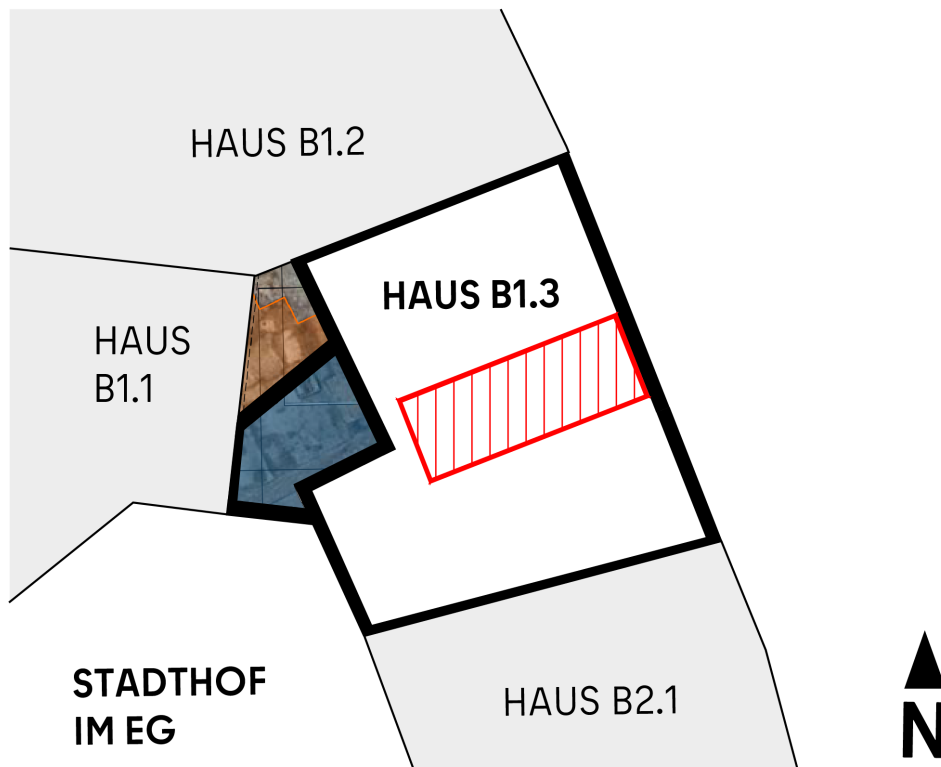 HAUS B1.2
HAUS B1.3
HAUS
B1.1
STADTHOF
IM EG
HAUS B2.1
N